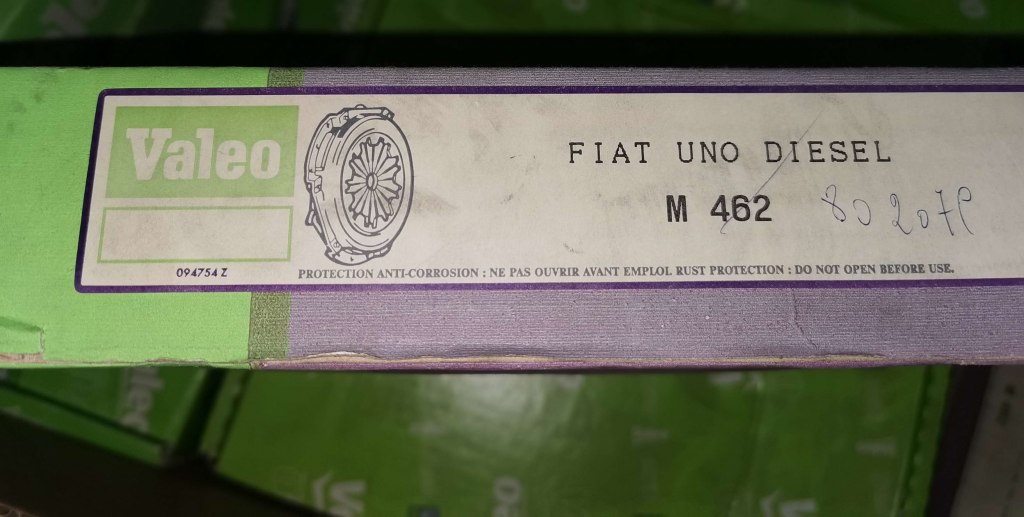 Valeo
094754 Z
FIAT UNO DIESEL
M 462
PROTECTION ANTI-CORROSION : NE PAS OUVRIR AVANT EMPLOL RUST PROTECTION : DO NOT OPEN BEFORE USE.